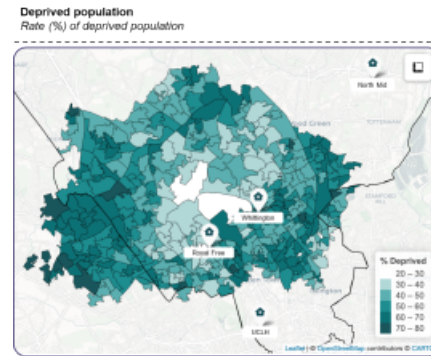 Deprived population
Rate (%) of deprived population
North Mid
TOTTENHAM
Whittington
Royal Free
% Deprived
20 – 30
30 – 40
40 – 50
50 – 60
60 – 70
70 – 80
UCLH
Leaflet | © OpenStreetMap contributors © CARTO